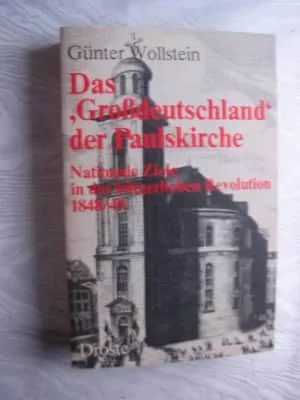 Günter Wollstein
Das
‚Großdeutschland‘
der Paulskirche
Nationale Ziele
in der bürgerlichen Revolution
1848/49
Droste